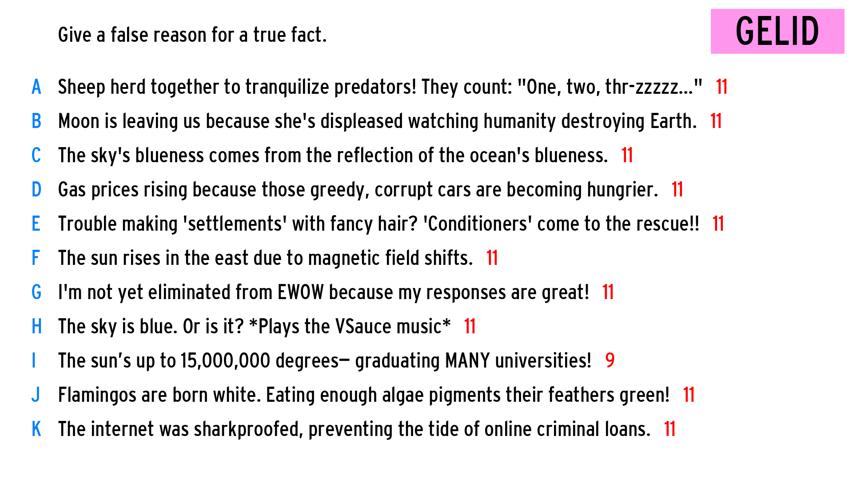 Give a false reason for a true fact.
GELID
A Sheep herd together to tranquilize predators! They count: "One, two, thr-zzzzz..." 11
B Moon is leaving us because she's displeased watching humanity destroying Earth. 11
C The sky's blueness comes from the reflection of the ocean's blueness. 11
D Gas prices rising because those greedy, corrupt cars are becoming hungrier. 11
E Trouble making 'settlements' with fancy hair? 'Conditioners' come to the rescue!! 11
F The sun rises in the east due to magnetic field shifts. 11
G I'm not yet eliminated from EWOW because my responses are great! 11
H The sky is blue. Or is it? *Plays the VSauce music* 11
I The sun’s up to 15,000,000 degrees— graduating MANY universities! 9
J Flamingos are born white. Eating enough algae pigments their feathers green! 11
K The internet was sharkproofed, preventing the tide of online criminal loans. 11